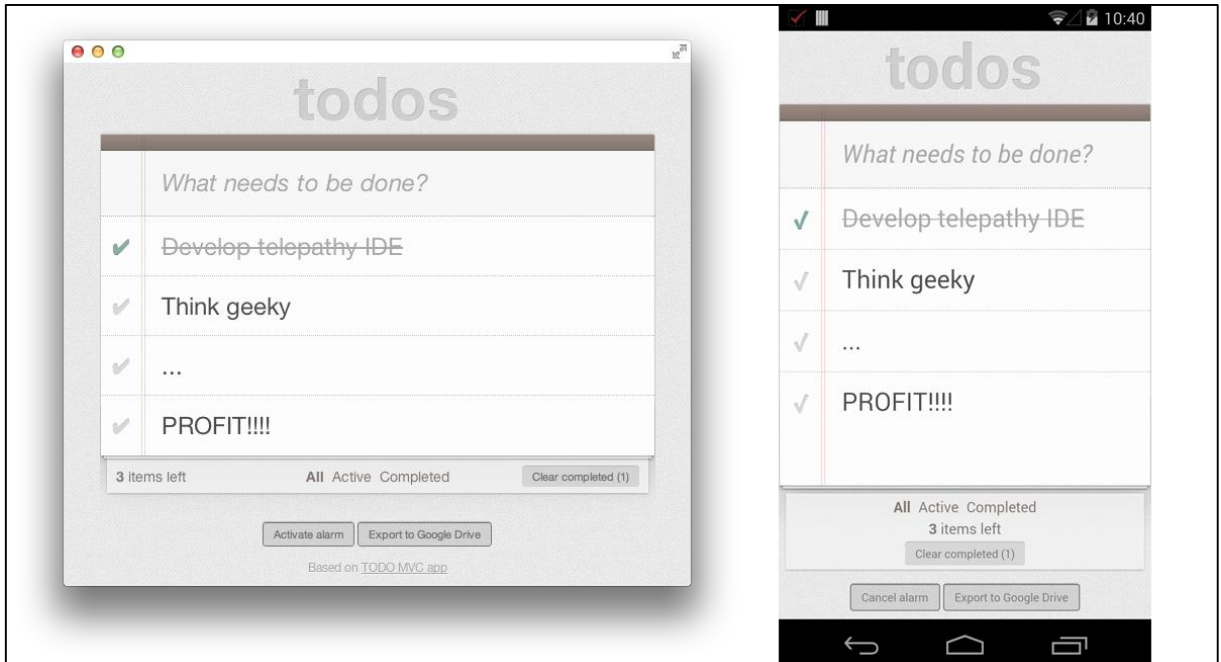 todos
What needs to be done?
Develop telepathy IDE
Think geeky
...
PROFIT!!!!
3 items left All Active Completed Clear completed (1)
Activate alarm Export to Google Drive
Based on TODO MVC app
10:40
todos
What needs to be done?
Develop telepathy IDE
Think geeky
...
PROFIT!!!!
All Active Completed
3 items left
Clear completed (1)
Cancel alarm Export to Google Drive